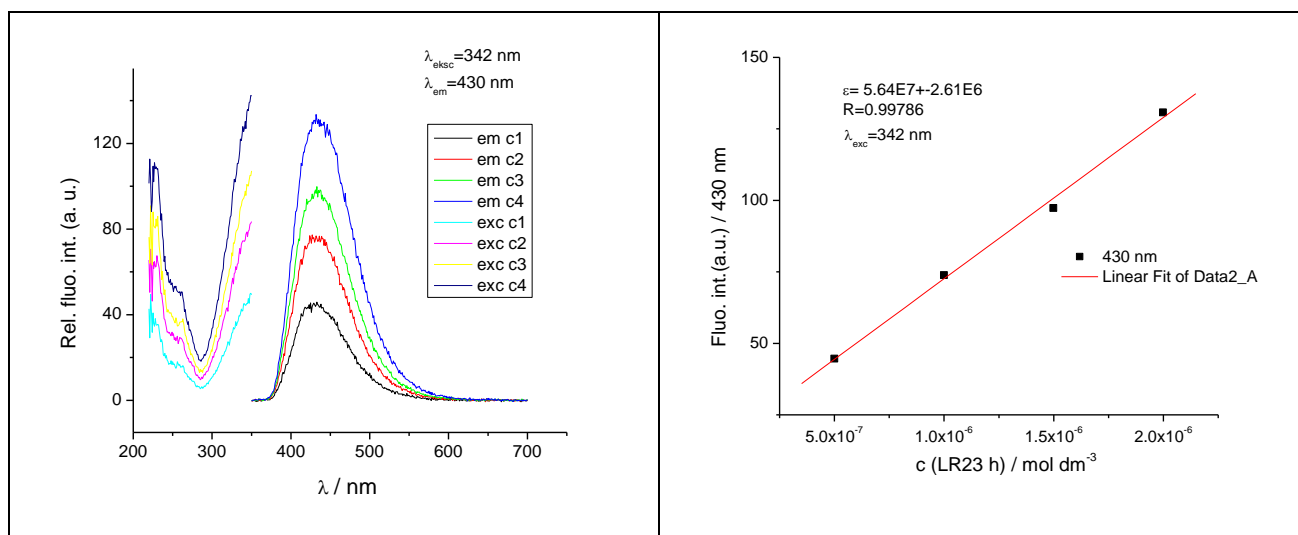 λeksc=342 nm
λem=430 nm
em c1
em c2
em c3
em c4
exc c1
exc c2
exc c3
exc c4
Rel. fluo. int. (a. u.)
120
80
40
0
200
300
400
500
600
700
λ / nm
ε= 5.64E7+-2.61E6
R=0.99786
λexc=342 nm
430 nm
Linear Fit of Data2_A
Fluo. int.(a.u.) / 430 nm
150
100
50
5.0x10⁻⁷
1.0x10⁻⁶
1.5x10⁻⁶
2.0x10⁻⁶
c (LR23 h) / mol dm⁻³